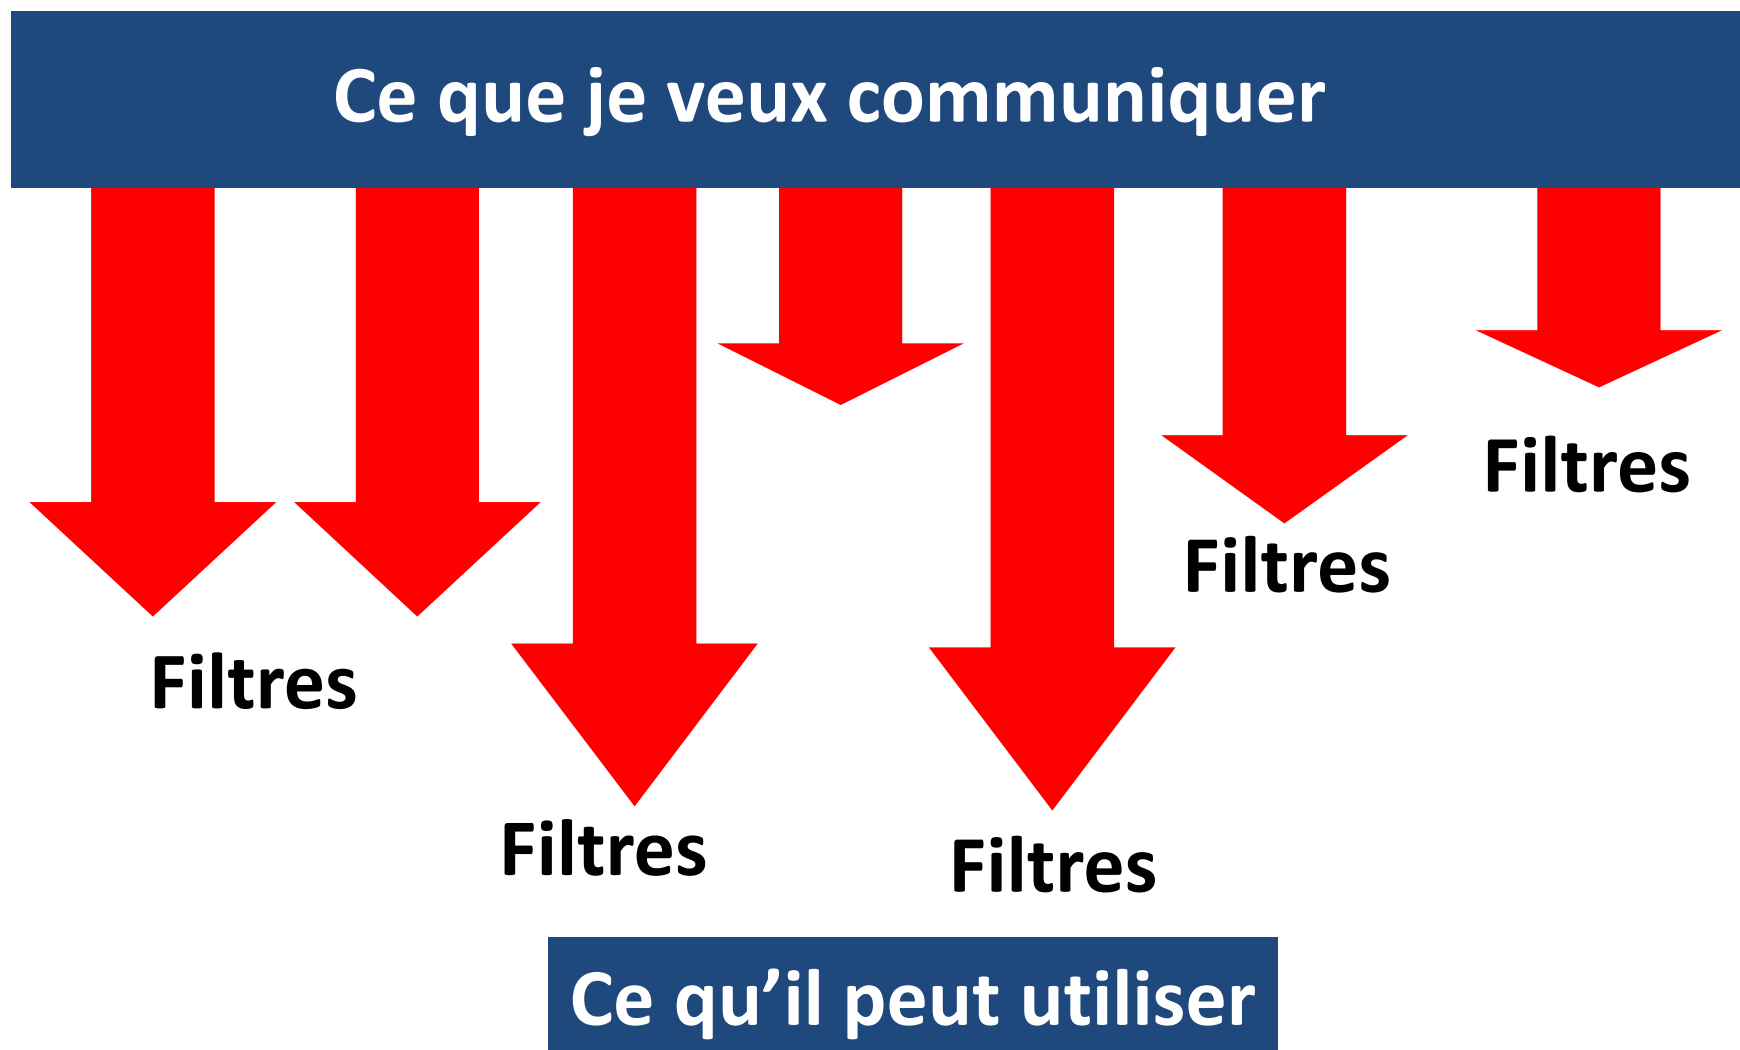 Ce que je veux communiquer
Filtres
Filtres
Filtres
Filtres
Filtres
Ce qu’il peut utiliser